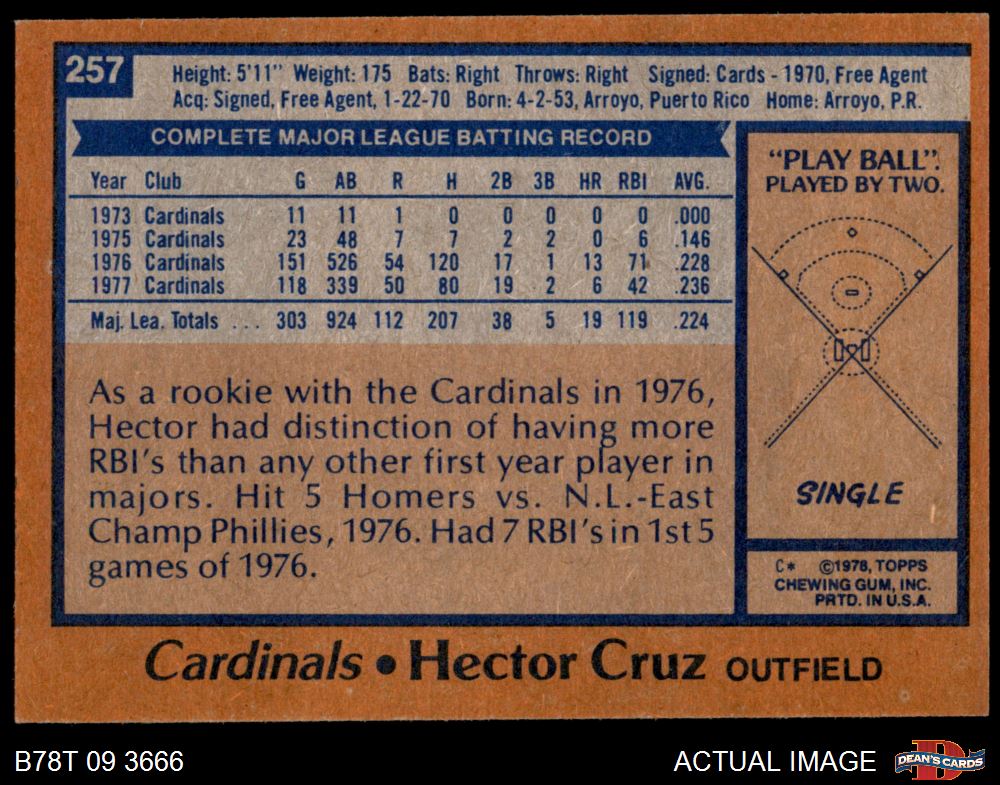 257
Height: 5'11" Weight: 175 Bats: Right Throws: Right Signed: Cards - 1970, Free Agent
Acq: Signed, Free Agent, 1-22-70 Born: 4-2-53, Arroyo, Puerto Rico Home: Arroyo, P.R.
COMPLETE MAJOR LEAGUE BATTING RECORD
Year Club G AB R H 2B 3B HR RBI AVG.
1973 Cardinals 11 11 1 0 0 0 0 0 .000
1975 Cardinals 23 48 7 7 2 2 0 6 .146
1976 Cardinals 151 526 54 120 17 1 13 71 .228
1977 Cardinals 118 339 50 80 19 2 6 42 .236
Maj. Lea. Totals ... 303 924 112 207 38 5 19 119 .224
As a rookie with the Cardinals in 1976,
Hector had distinction of having more
RBI's than any other first year player in
majors. Hit 5 Homers vs. N.L.-East
Champ Phillies, 1976. Had 7 RBI's in 1st 5
games of 1976.
"PLAY BALL".
PLAYED BY TWO.
SINGLE
C* ©1978, TOPPS
CHEWING GUM, INC.
PRTD. IN U.S.A.
Cardinals • Hector Cruz OUTFIELD
B78T 09 3666
ACTUAL IMAGE
D
DEAN'S CARDS